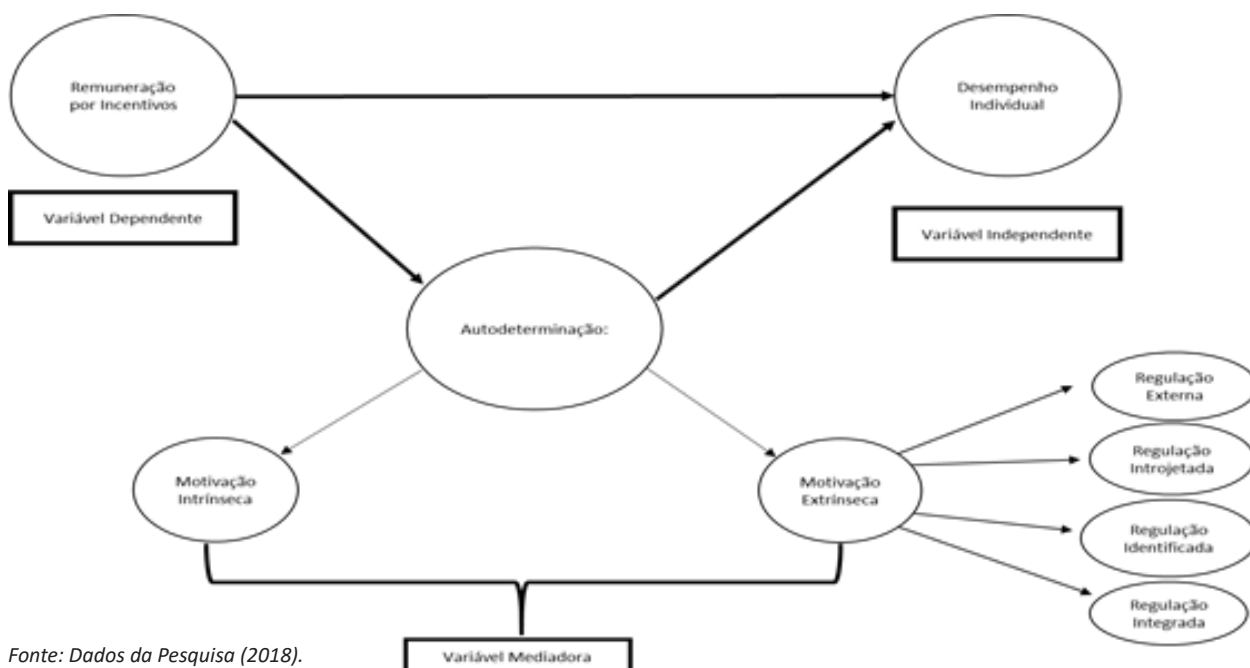 Remuneração
por Incentivos
Desempenho
Individual
Variável Dependente
Variável Independente
Autodeterminação:
Motivação
Intrínseca
Motivação
Extrínseca
Regulação
Externa
Regulação
Introjetada
Regulação
Identificada
Regulação
Integrada
Variável Mediadora
Fonte: Dados da Pesquisa (2018).